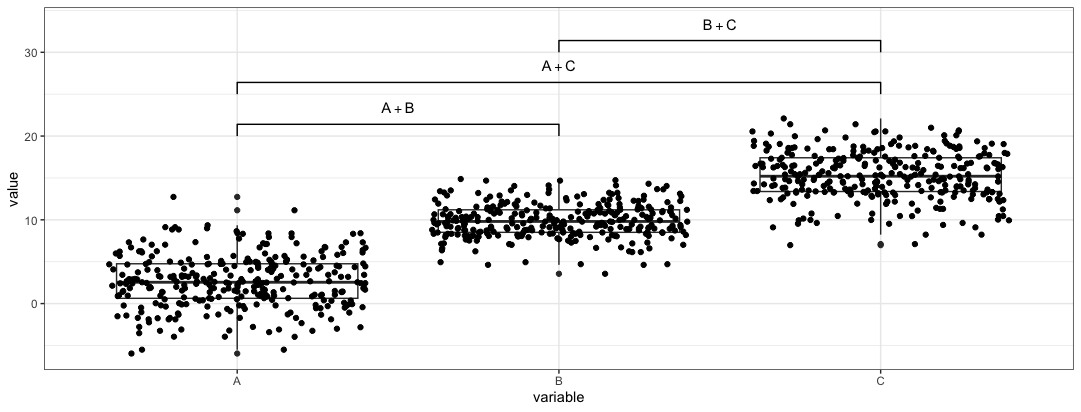 B + C
A + C
A + B
30
20
10
0
value
A B C
variable